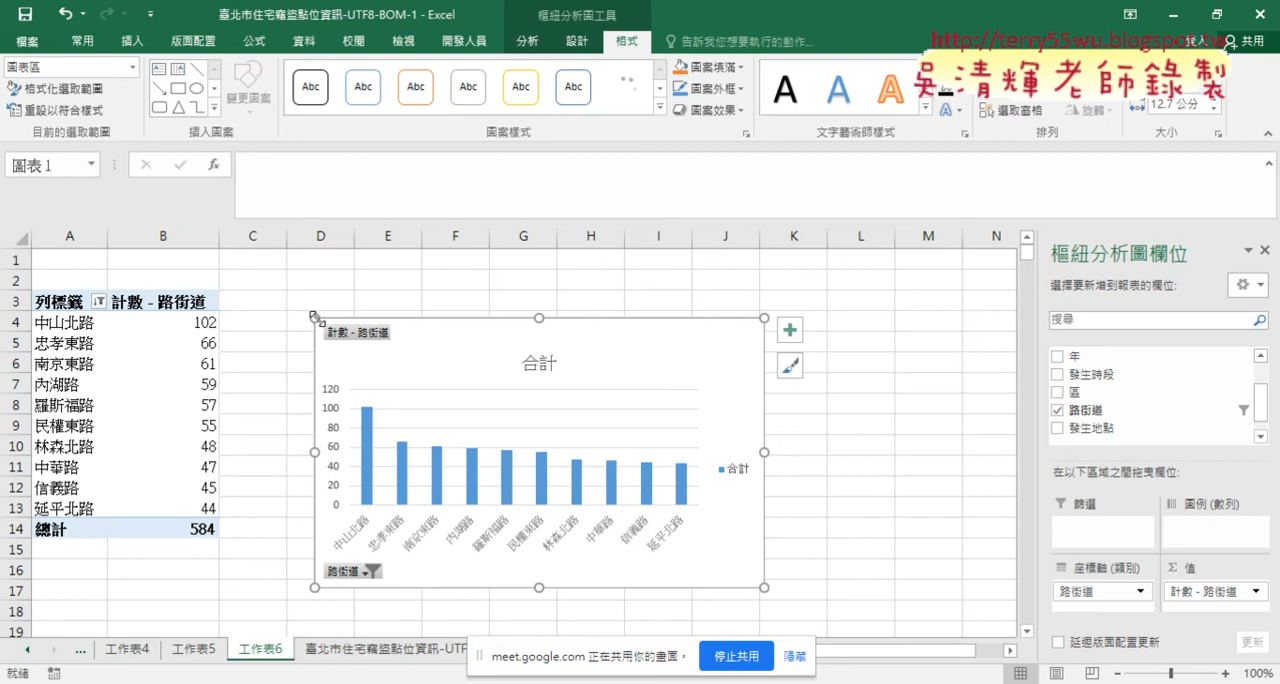 臺北市住宅竊盜點位資訊-UTF8-BOM-1 - Excel
樞紐分析圖工具
檔案 常用 插入 版面配置 公式 資料 校閱 檢視 開發人員 分析 設計 格式 告訴我您想要執行的動作... 登入 共用
http://terry55wu.blogspot.tw
吳清輝老師錄製
圖表區
格式化選取範圍
重設以符合樣式
目前的選取範圍
變更圖案
插入圖案
Abc Abc Abc Abc Abc Abc
圖案填滿
圖案外框
圖案效果
圖案樣式
A A A
文字藝術師樣式
選取窗格 旋轉
排列
12.7 公分
大小
圖表 1
fx
A B C D E F G H I J K L M N
1
2
3 列標籤 計數 - 路街道
4 中山北路 102
5 忠孝東路 66
6 南京東路 61
7 內湖路 59
8 羅斯福路 57
9 民權東路 55
10 林森北路 48
11 中華路 47
12 信義路 45
13 延平北路 44
14 總計 584
15
16
17
18
19
計數 - 路街道
合計
120
100
80
60
40
20
0
中山北路 忠孝東路 南京東路 內湖路 羅斯福路 民權東路 林森北路 中華路 信義路 延平北路
合計
路街道
樞紐分析圖欄位
選擇要新增到報表的欄位:
搜尋
年
發生時段
區
路街道
發生地點
在以下區域之間拖曳欄位:
篩選
圖例 (數列)
座標軸 (類別)
Σ 值
路街道
計數 - 路街道
延遲版面配置更新
更新
... 工作表4 工作表5 工作表6 臺北市住宅竊盜點位資訊-UTF
meet.google.com 正在共用你的畫面。 停止共用 隱藏
就緒
100%